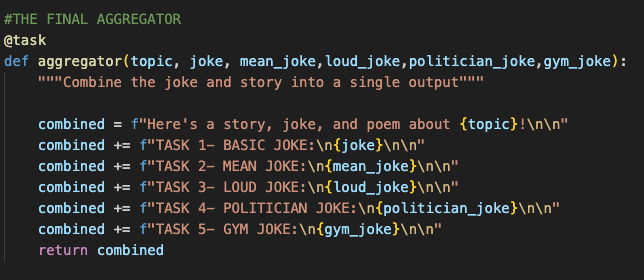 #THE FINAL AGGREGATOR
@task
def aggregator(topic, joke, mean_joke,loud_joke,politician_joke,gym_joke):
    """Combine the joke and story into a single output"""

    combined = f"Here's a story, joke, and poem about {topic}!\n\n"
    combined += f"TASK 1- BASIC JOKE:\n{joke}\n\n"
    combined += f"TASK 2- MEAN JOKE:\n{mean_joke}\n\n"
    combined += f"TASK 3- LOUD JOKE:\n{loud_joke}\n\n"
    combined += f"TASK 4- POLITICIAN JOKE:\n{politician_joke}\n\n"
    combined += f"TASK 5- GYM JOKE:\n{gym_joke}\n\n"
    return combined